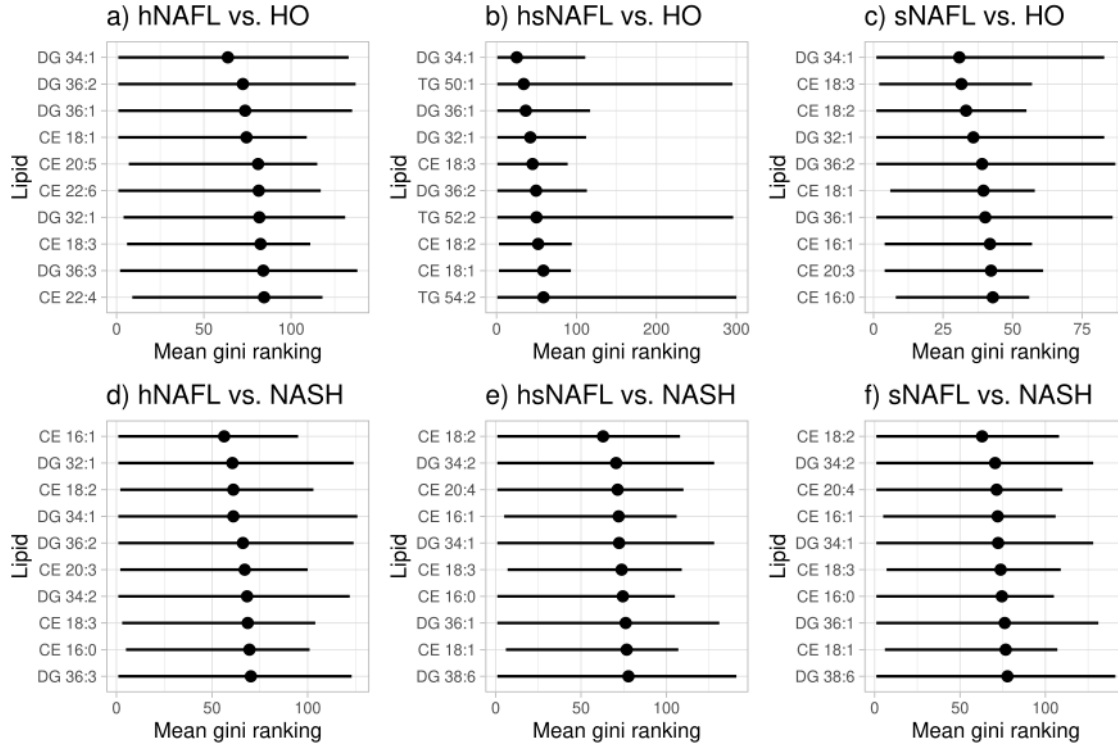 a) hNAFL vs. HO
Lipid
DG 34:1
DG 36:2
DG 36:1
CE 18:1
CE 20:5
CE 22:6
DG 32:1
CE 18:3
DG 36:3
CE 22:4
0 50 100
Mean gini ranking
b) hsNAFL vs. HO
Lipid
DG 34:1
TG 50:1
DG 36:1
DG 32:1
CE 18:3
DG 36:2
TG 52:2
CE 18:2
CE 18:1
TG 54:2
0 100 200 300
Mean gini ranking
c) sNAFL vs. HO
Lipid
DG 34:1
CE 18:3
CE 18:2
DG 32:1
DG 36:2
CE 18:1
DG 36:1
CE 16:1
CE 20:3
CE 16:0
0 25 50 75
Mean gini ranking
d) hNAFL vs. NASH
Lipid
CE 16:1
DG 32:1
CE 18:2
DG 34:1
DG 36:2
CE 20:3
DG 34:2
CE 18:3
CE 16:0
DG 36:3
0 50 100
Mean gini ranking
e) hsNAFL vs. NASH
Lipid
CE 18:2
DG 34:2
CE 20:4
CE 16:1
DG 34:1
CE 18:3
CE 16:0
DG 36:1
CE 18:1
DG 38:6
0 50 100
Mean gini ranking
f) sNAFL vs. NASH
Lipid
CE 18:2
DG 34:2
CE 20:4
CE 16:1
DG 34:1
CE 18:3
CE 16:0
DG 36:1
CE 18:1
DG 38:6
0 50 100
Mean gini ranking